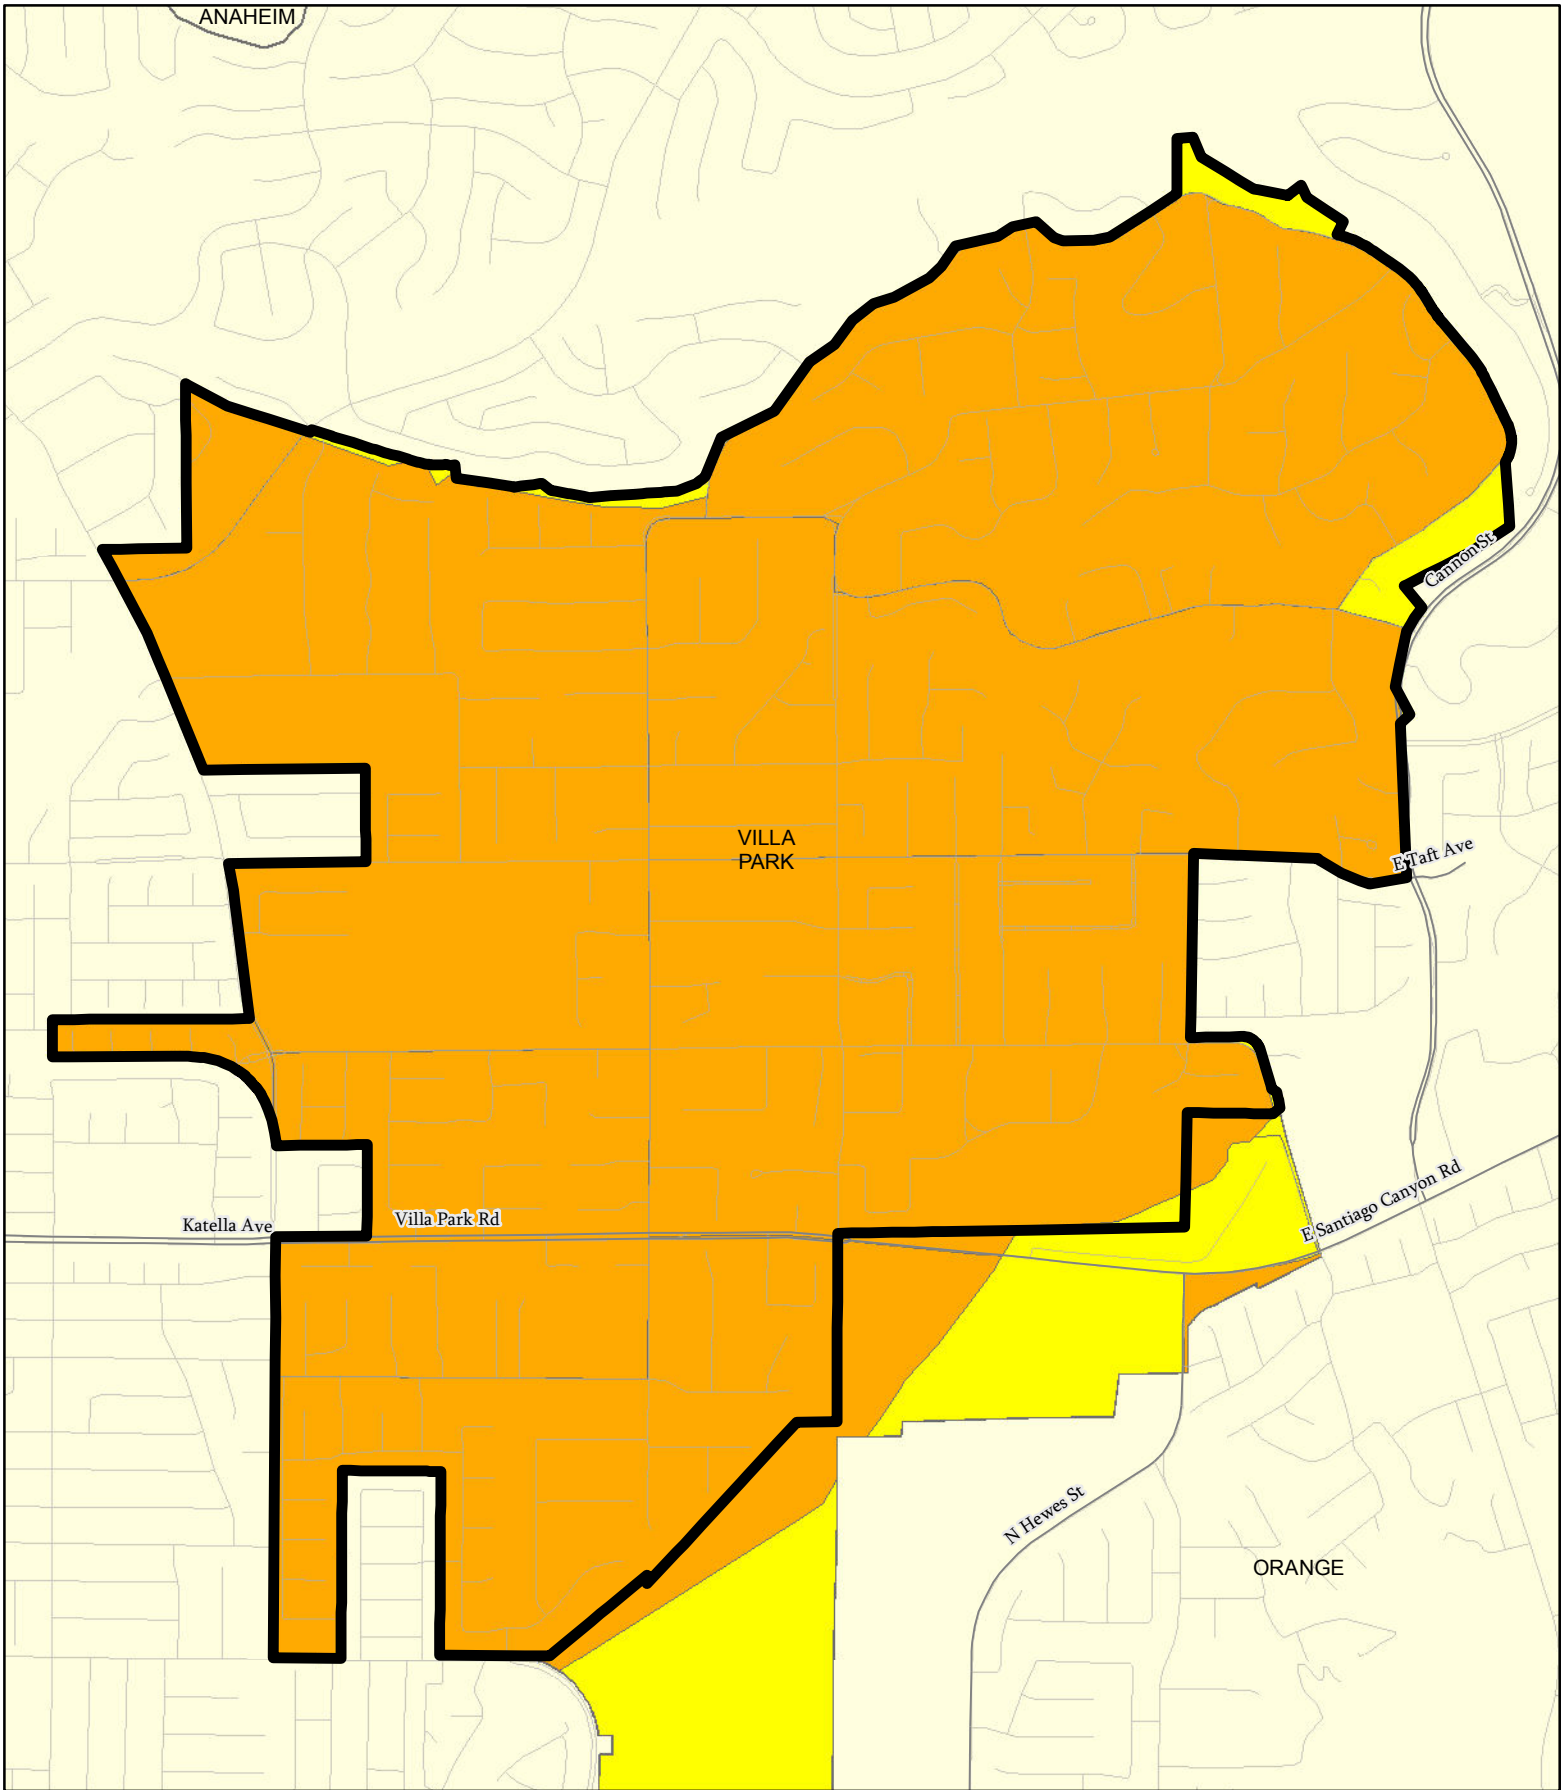 ANAHEIM
Cannon St
VILLA
PARK
E Taft Ave
E Santiago Canyon Rd
Katella Ave
Villa Park Rd
N Hewes St
ORANGE